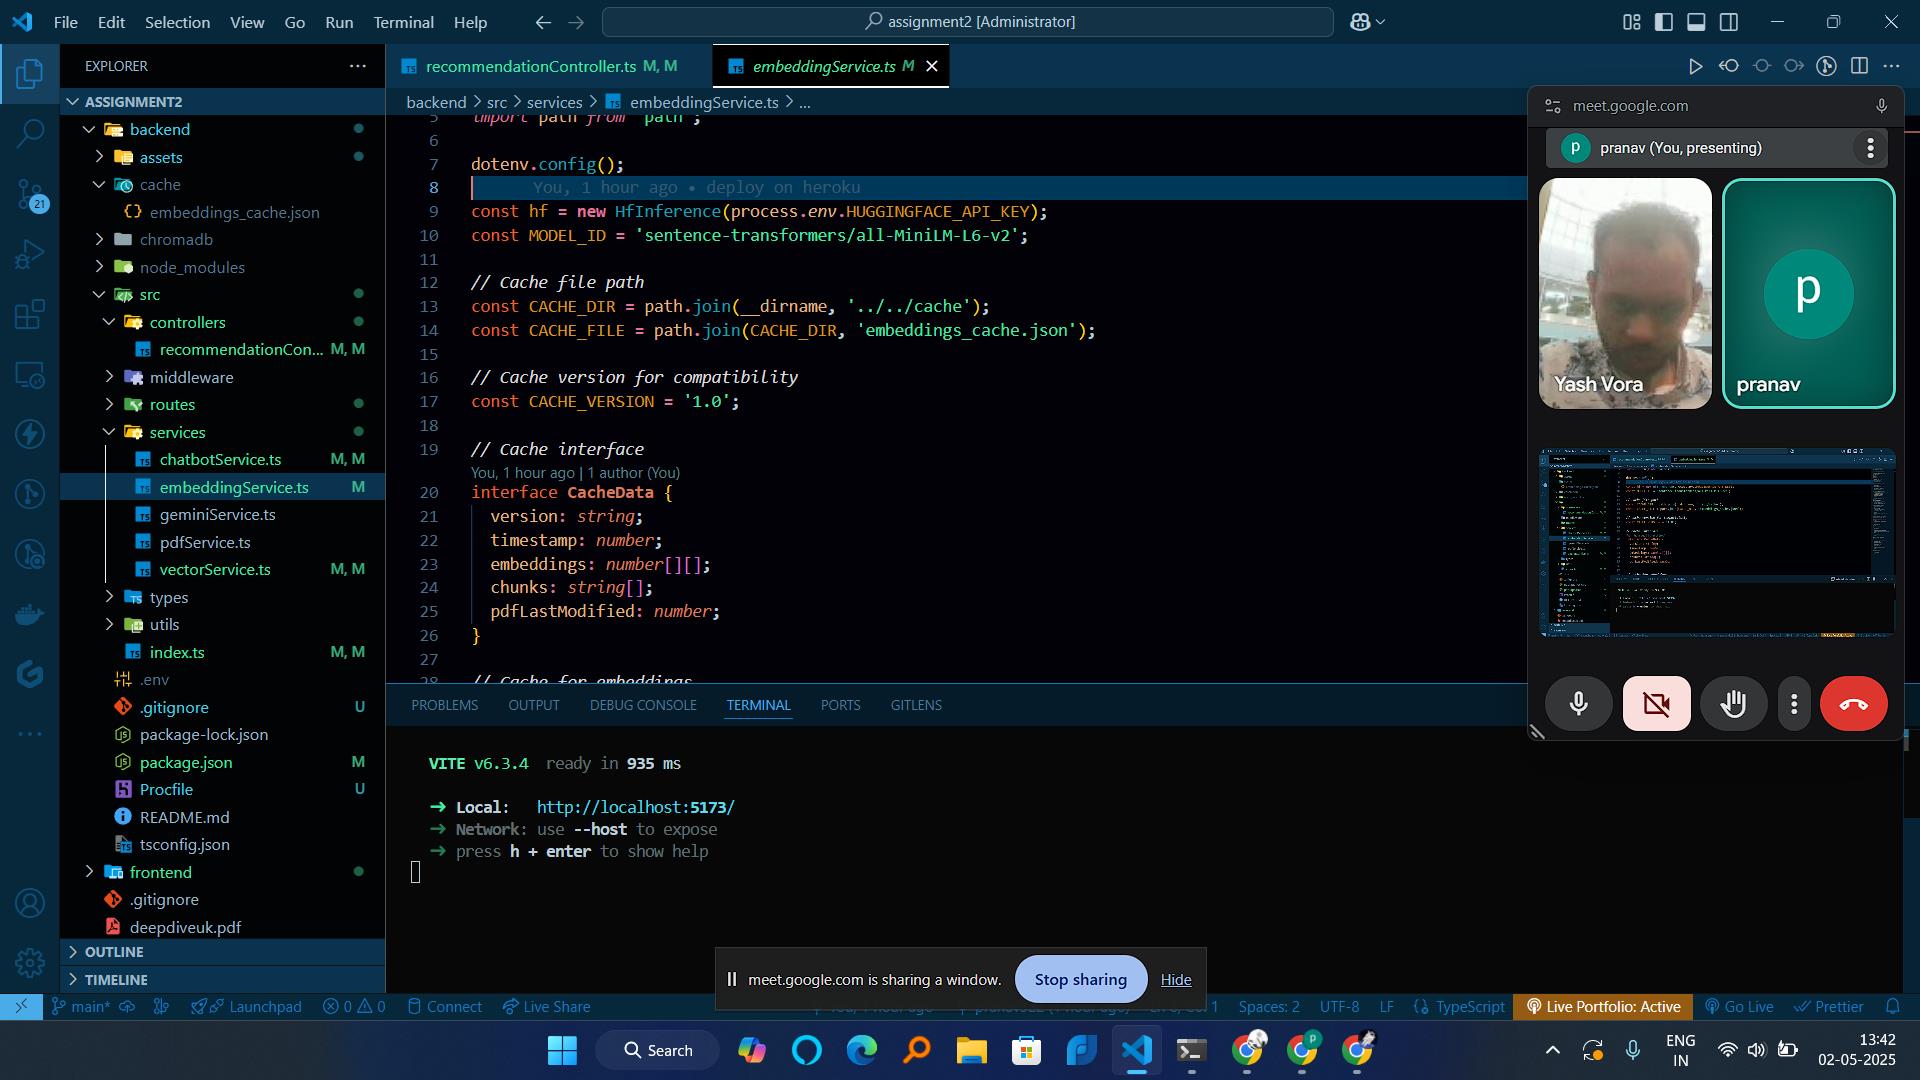 File Edit Selection View Go Run Terminal Help
assignment2 [Administrator]
EXPLORER
ASSIGNMENT2
backend
assets
cache
embeddings_cache.json
chromadb
node_modules
src
controllers
recommendationCon... M, M
middleware
routes
services
chatbotService.ts M, M
embeddingService.ts M
geminiService.ts
pdfService.ts
vectorService.ts M, M
types
utils
index.ts M, M
.env
.gitignore U
package-lock.json
package.json M
Procfile U
README.md
tsconfig.json
frontend
.gitignore
deepdiveuk.pdf
OUTLINE
TIMELINE
21
recommendationController.ts M, M
embeddingService.ts M
backend > src > services > embeddingService.ts > ...
5 import path from 'path';
6
7 dotenv.config();
8 You, 1 hour ago • deploy on heroku
9 const hf = new HfInference(process.env.HUGGINGFACE_API_KEY);
10 const MODEL_ID = 'sentence-transformers/all-MiniLM-L6-v2';
11
12 // Cache file path
13 const CACHE_DIR = path.join(__dirname, '../../cache');
14 const CACHE_FILE = path.join(CACHE_DIR, 'embeddings_cache.json');
15
16 // Cache version for compatibility
17 const CACHE_VERSION = '1.0';
18
19 // Cache interface
You, 1 hour ago | 1 author (You)
20 interface CacheData {
21 version: string;
22 timestamp: number;
23 embeddings: number[][];
24 chunks: string[];
25 pdfLastModified: number;
26 }
27
28 // Cache for embeddings
PROBLEMS OUTPUT DEBUG CONSOLE TERMINAL PORTS GITLENS
VITE v6.3.4 ready in 935 ms
➜ Local: http://localhost:5173/
➜ Network: use --host to expose
➜ press h + enter to show help
meet.google.com
p pranav (You, presenting)
Yash Vora
p
pranav
meet.google.com is sharing a window. Stop sharing Hide
main* Launchpad 0 0 Connect Live Share
Spaces: 2 UTF-8 LF {} TypeScript Live Portfolio: Active Go Live Prettier
Search
ENG
IN
13:42
02-05-2025